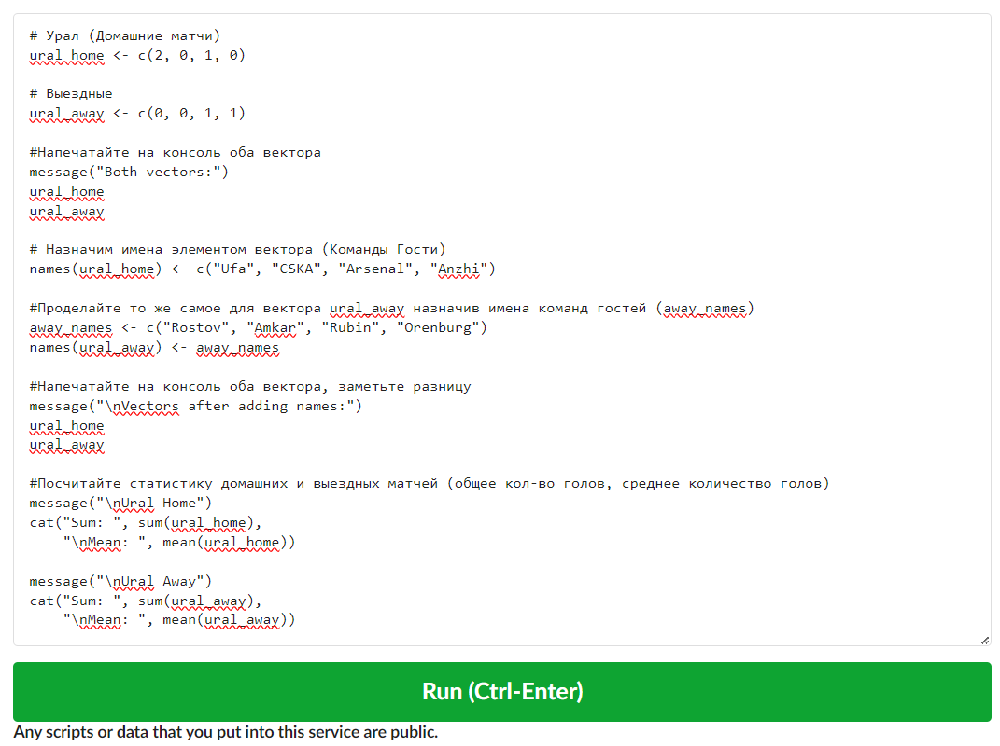 # Урал (Домашние матчи)
ural_home <- c(2, 0, 1, 0)
# Выездные
ural_away <- c(0, 0, 1, 1)
#Напечатайте на консоль оба вектора
message("Both vectors:")
ural_home
ural_away
# Назначим имена элементом вектора (Команды Гости)
names(ural_home) <- c("Ufa", "CSKA", "Arsenal", "Anzhi")
#Проделайте то же самое для вектора ural_away назначив имена команд гостей (away_names)
away_names <- c("Rostov", "Amkar", "Rubin", "Orenburg")
names(ural_away) <- away_names
#Напечатайте на консоль оба вектора, заметьте разницу
message("\nVectors after adding names:")
ural_home
ural_away
#Посчитайте статистику домашних и выездных матчей (общее кол-во голов, среднее количество голов)
message("\nUral Home")
cat("Sum: ", sum(ural_home),
    "\nMean: ", mean(ural_home))
message("\nUral Away")
cat("Sum: ", sum(ural_away),
    "\nMean: ", mean(ural_away))
Run (Ctrl-Enter)
Any scripts or data that you put into this service are public.